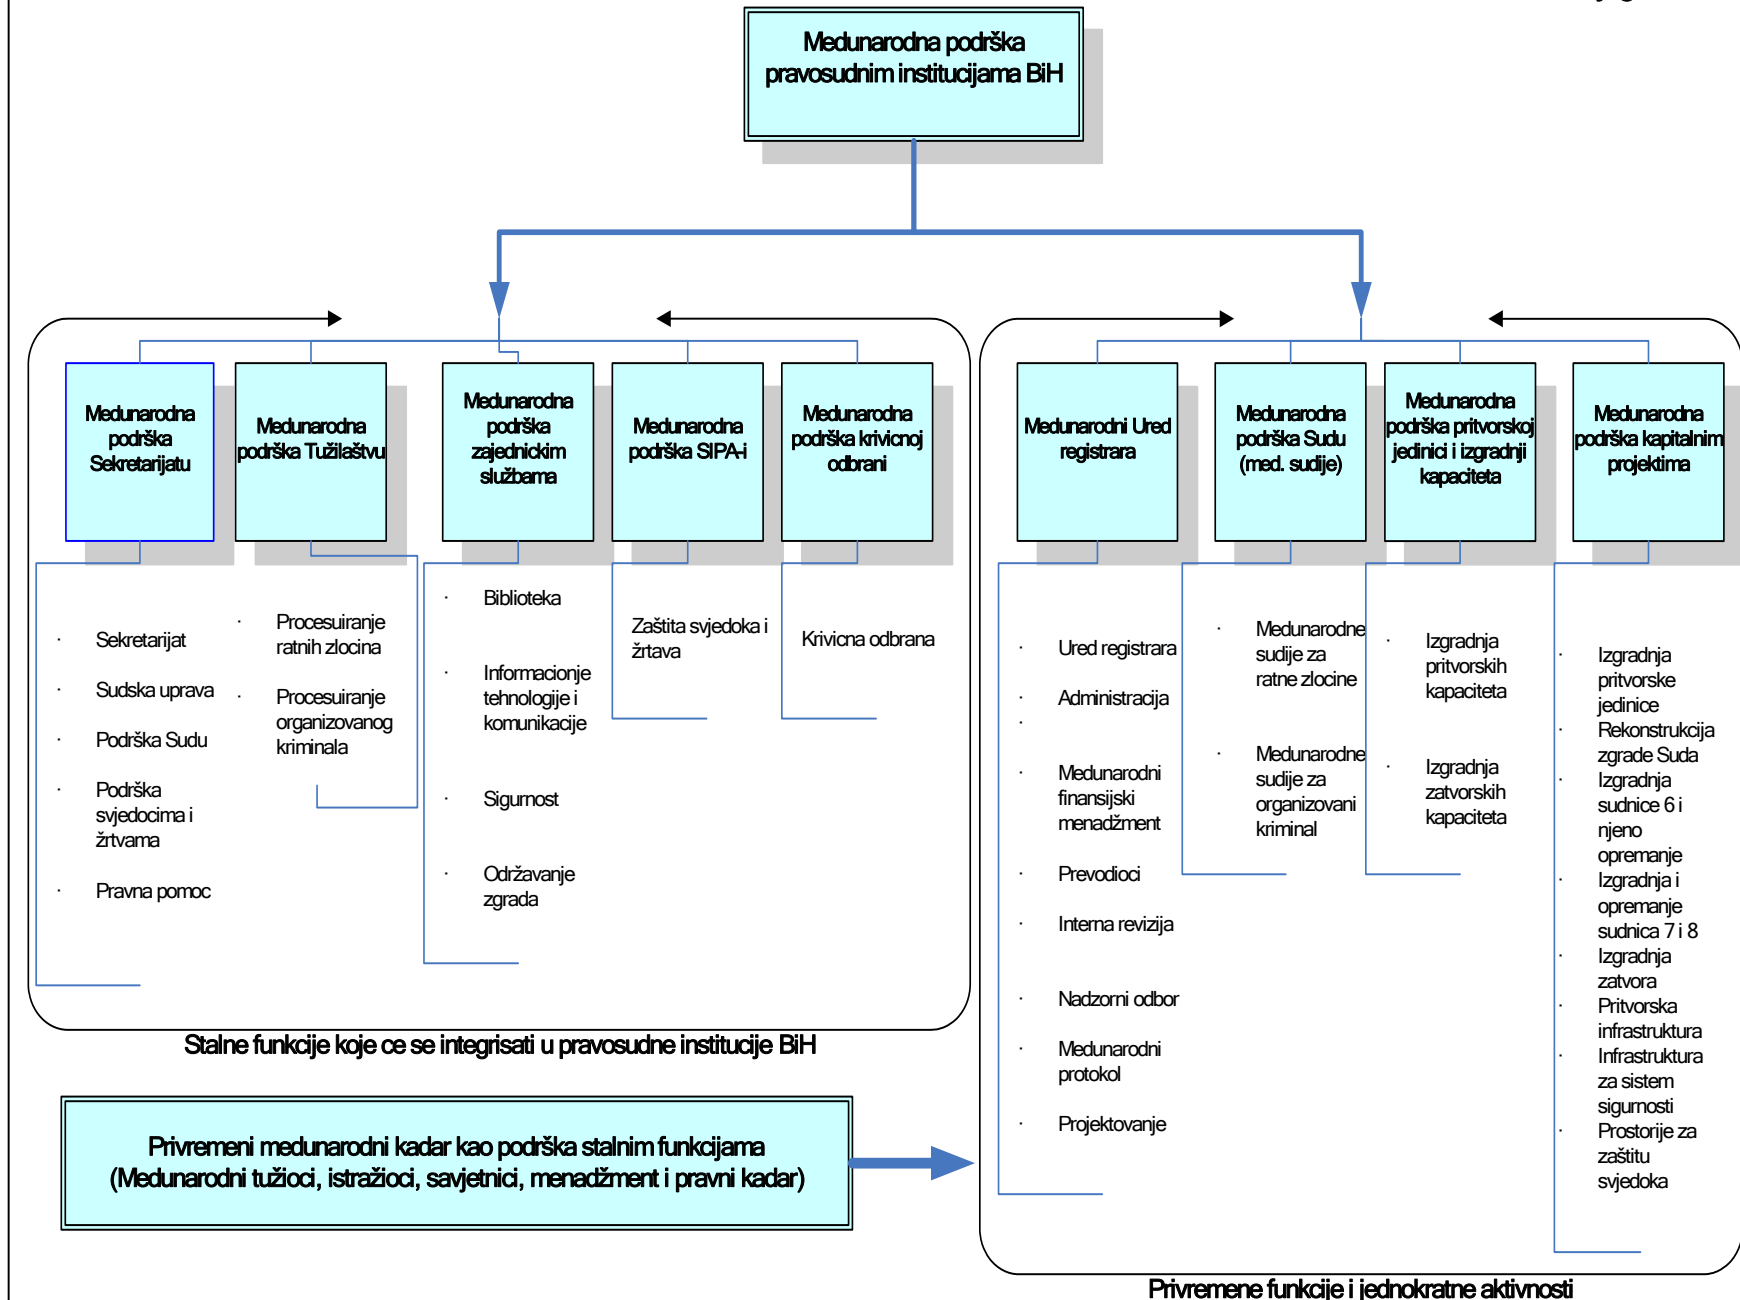 Medunarodna podrška
pravosudnim institucijama BiH
Medunarodna
podrška
Sekretarijatu
Medunarodna
podrška Tužilaštvu
Medunarodna
podrška
zajednickim
službama
Medunarodna
podrška SIPA-i
Medunarodna
podrška krivicnoj
odbrani
Medunarodni Ured
registrara
Medunarodna
podrška Sudu
(med. sudije)
Medunarodna
podrška pritvorskoj
jedinici i izgradnji
kapaciteta
Medunarodna
podrška kapitalnim
projektima
· Sekretarijat
· Sudska uprava
· Podrška Sudu
· Podrška
svjedocima i
žrtvama
· Pravna pomoc
· Procesuiranje
ratnih zlocina
· Procesuiranje
organizovanog
kriminala
· Biblioteka
· Informacionje
tehnologije i
komunikacije
· Sigurnost
· Održavanje
zgrada
Zaštita svjedoka i
žrtava
Krivicna odbrana
· Ured registrara
· Administracija
·
· Medunarodni
finansijski
menadžment
· Prevodioci
· Interna revizija
· Nadzorni odbor
· Medunarodni
protokol
· Projektovanje
· Medunarodne
sudije za
ratne zlocine
· Medunarodne
sudije za
organizovani
kriminal
· Izgradnja
pritvorskih
kapaciteta
· Izgradnja
zatvorskih
kapaciteta
· Izgradnja
pritvorske
jedinice
· Rekonstrukcija
zgrade Suda
· Izgradnja
sudnice 6 i
njeno
opremanje
· Izgradnja i
opremanje
sudnica 7 i 8
· Izgradnja
zatvora
· Pritvorska
infrastruktura
· Infrastruktura
za sistem
sigurnosti
· Prostorije za
zaštitu
svjedoka
Stalne funkcije koje ce se integrisati u pravosudne institucije BiH
Privremeni medunarodni kadar kao podrška stalnim funkcijama
(Medunarodni tužioci, istražioci, savjetnici, menadžment i pravni kadar)
Privremene funkcije i jednokratne aktivnosti